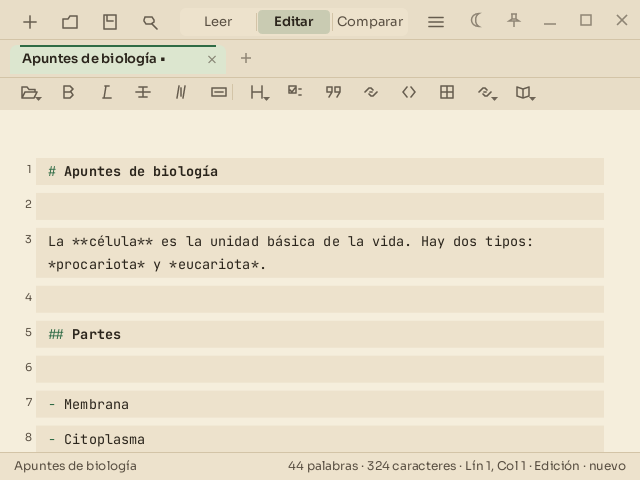 Leer Editar Comparar
Apuntes de biología •
1 # Apuntes de biología
2
3 La **célula** es la unidad básica de la vida. Hay dos tipos:
*procariota* y *eucariota*.
4
5 ## Partes
6
7 - Membrana
8 - Citoplasma
Apuntes de biología 44 palabras · 324 caracteres · Lín 1, Col 1 · Edición · nuevo